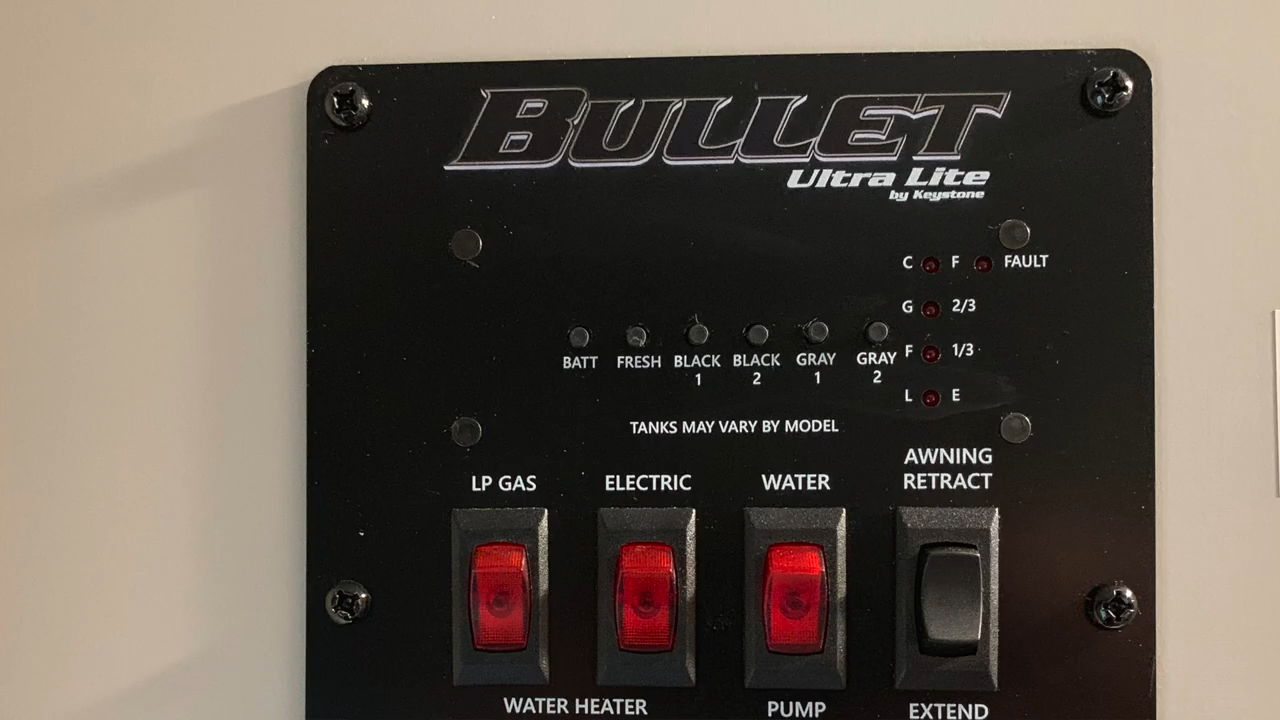 BULLET
Ultra Lite
by Keystone
C F FAULT
G 2/3
F 1/3
L E
BATT FRESH BLACK 1 BLACK 2 GRAY 1 GRAY 2
TANKS MAY VARY BY MODEL
LP GAS ELECTRIC WATER AWNING RETRACT
WATER HEATER PUMP EXTEND